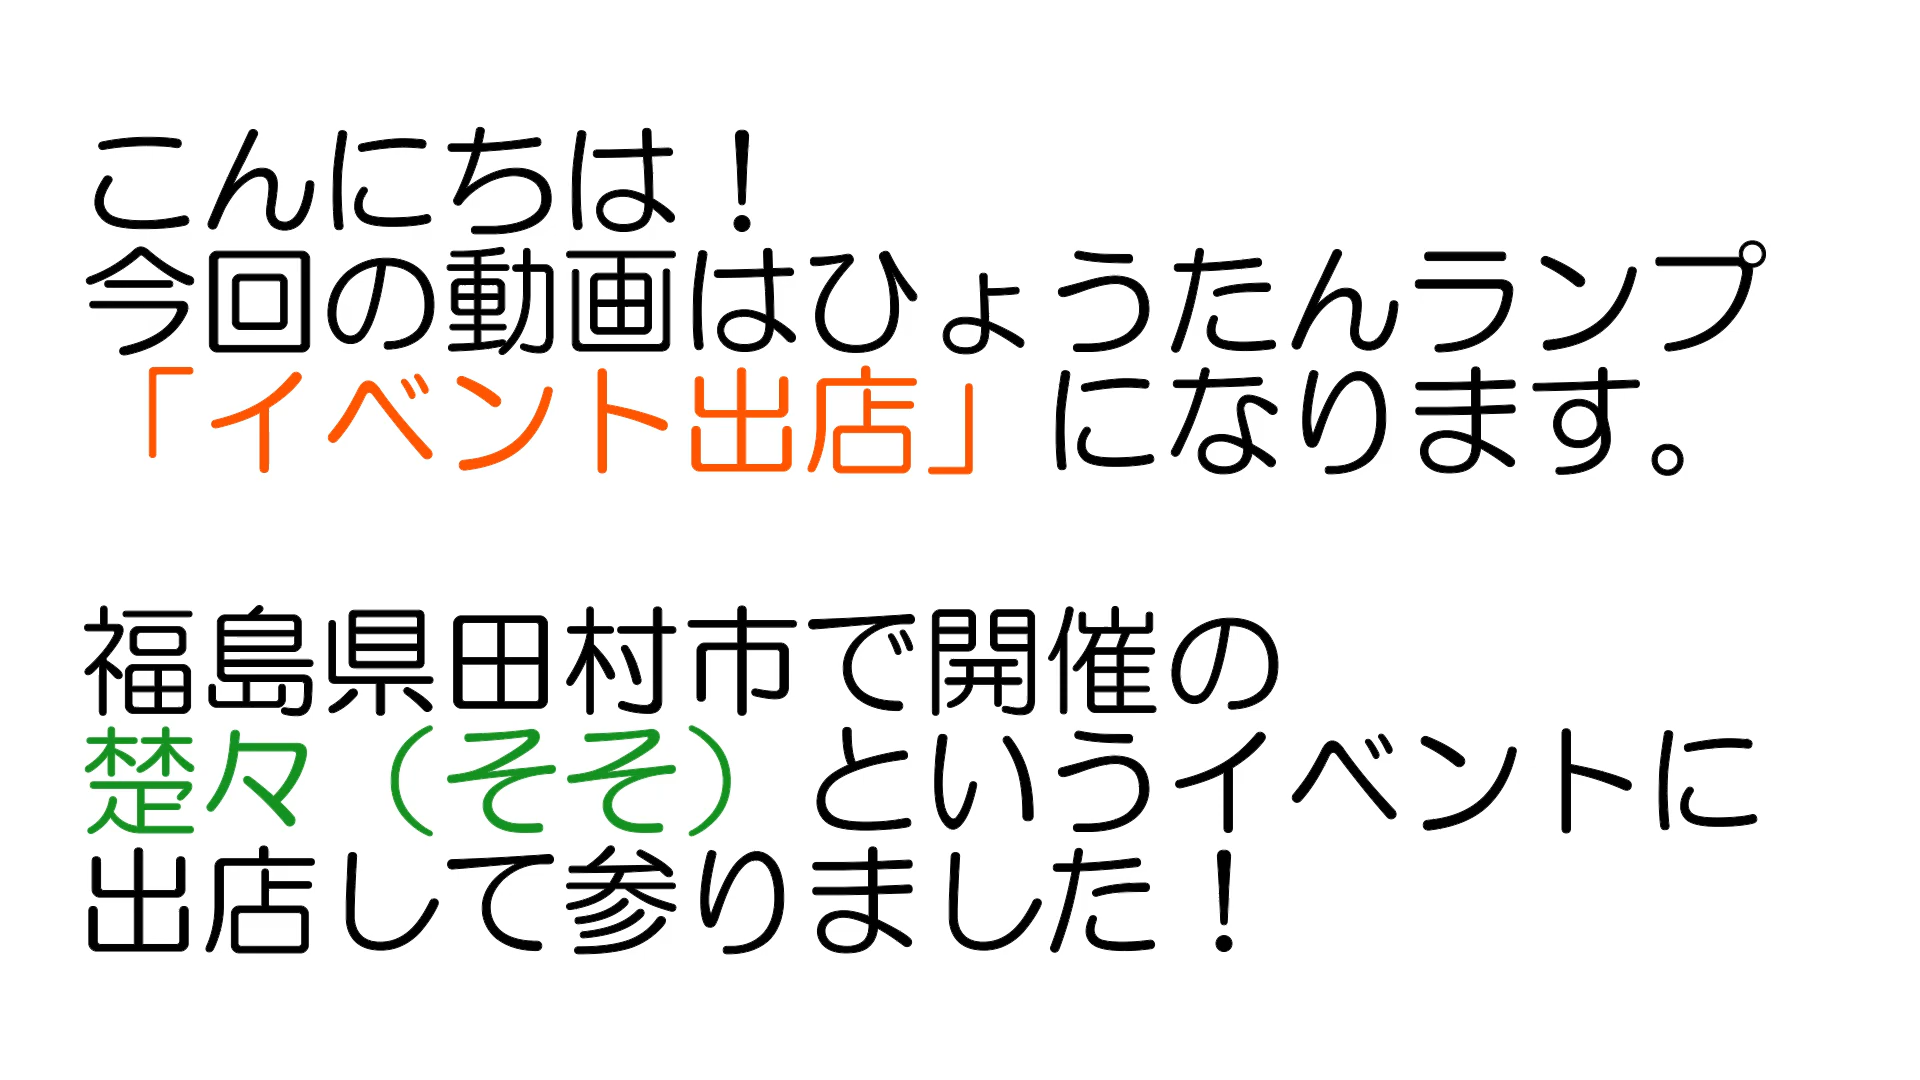 こんにちは！
今回の動画はひょうたんランプ
「イベント出店」になります。
福島県田村市で開催の
楚々（そそ）というイベントに
出店して参りました！